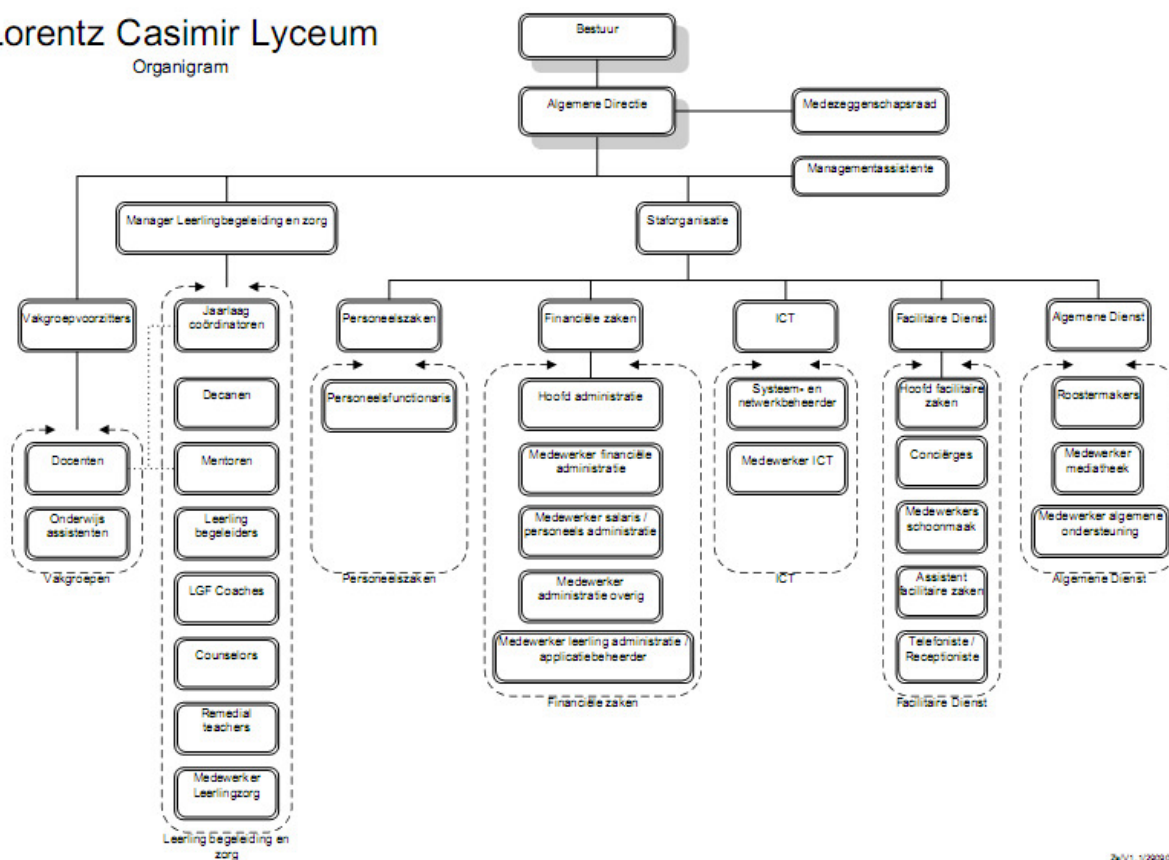 Lorentz Casimir Lyceum
Organigram
Bestuur
Algemene Directie
Medezeggenschapsraad
Managementassistente
Manager Leerlingbegeleiding en zorg
Staforganisatie
Vakgroepvoorzitters
Jaarlaag
coördinatoren
Personeelszaken
Financiële zaken
ICT
Facilitaire Dienst
Algemene Dienst
Decanen
Personeelsfunctionaris
Hoofd administratie
Systeem- en
netwerkbeheerder
Hoofd facilitaire
zaken
Roostermakers
Docenten
Mentoren
Medewerker financiële
administratie
Medewerker ICT
Conciërges
Medewerker
mediatheek
Onderwijs
assistenten
Leerling
begeleiders
Medewerker salaris /
personeels administratie
Medewerkers
schoonmaak
Medewerker algemene
ondersteuning
Vakgroepen
Personeelszaken
ICT
Algemene Dienst
LGF Coaches
Medewerker
administratie overig
Assistent
facilitaire zaken
Counselors
Medewerker leerling administratie /
applicatiebeheerder
Telefoniste /
Receptioniste
Financiële zaken
Facilitaire Dienst
Remedial
teachers
Medewerker
Leerlingzorg
Leerling begeleiding en
zorg